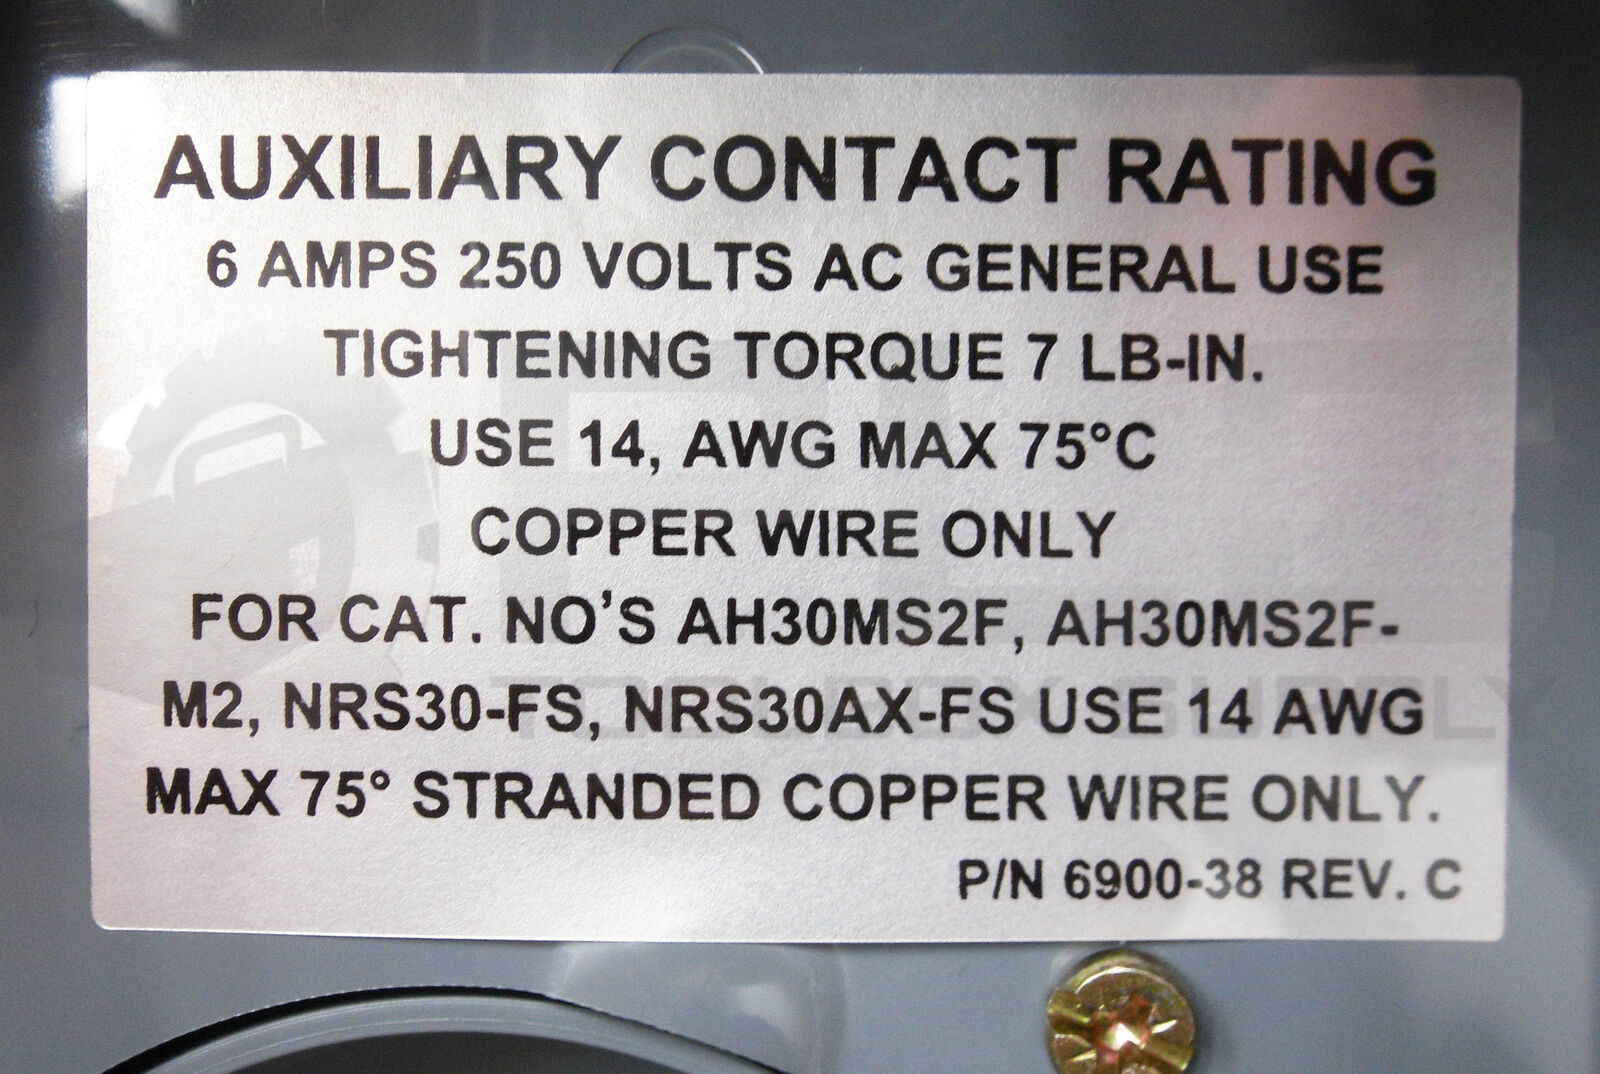 AUXILIARY CONTACT RATING
6 AMPS 250 VOLTS AC GENERAL USE
TIGHTENING TORQUE 7 LB-IN.
USE 14, AWG MAX 75°C
COPPER WIRE ONLY
FOR CAT. NO'S AH30MS2F, AH30MS2F-
M2, NRS30-FS, NRS30AX-FS USE 14 AWG
MAX 75° STRANDED COPPER WIRE ONLY.
P/N 6900-38 REV. C